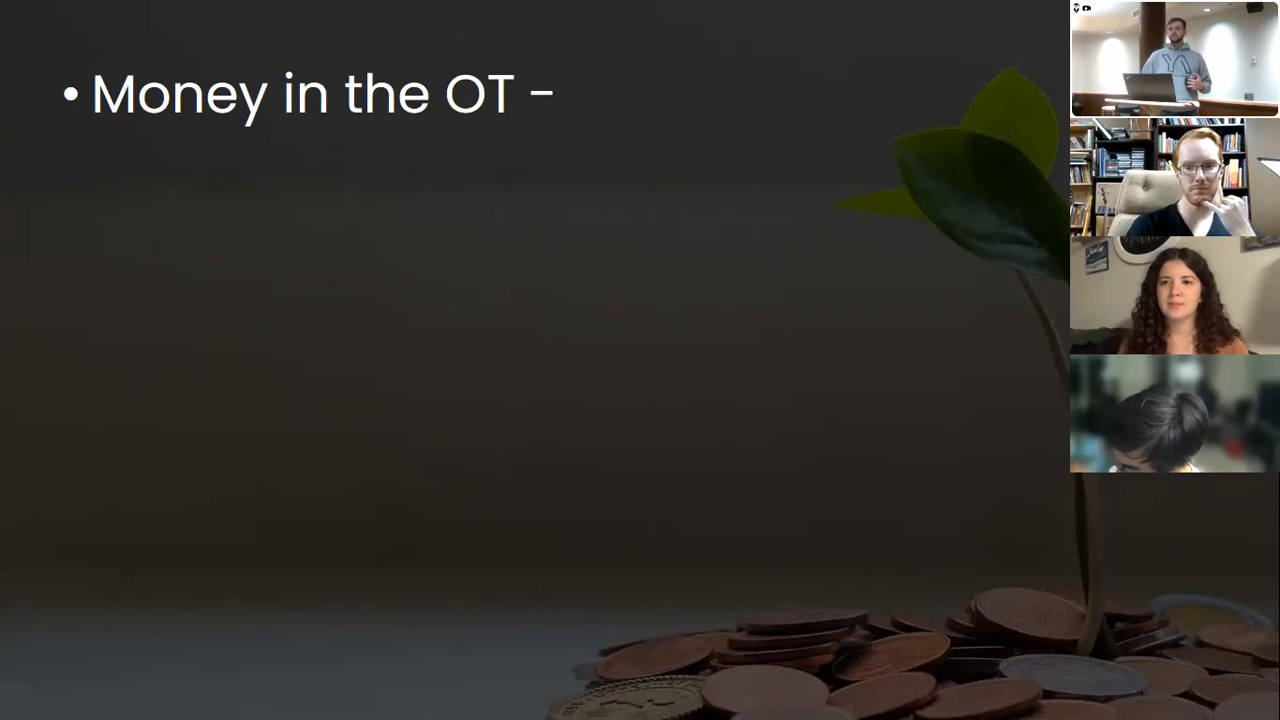 • Money in the OT -